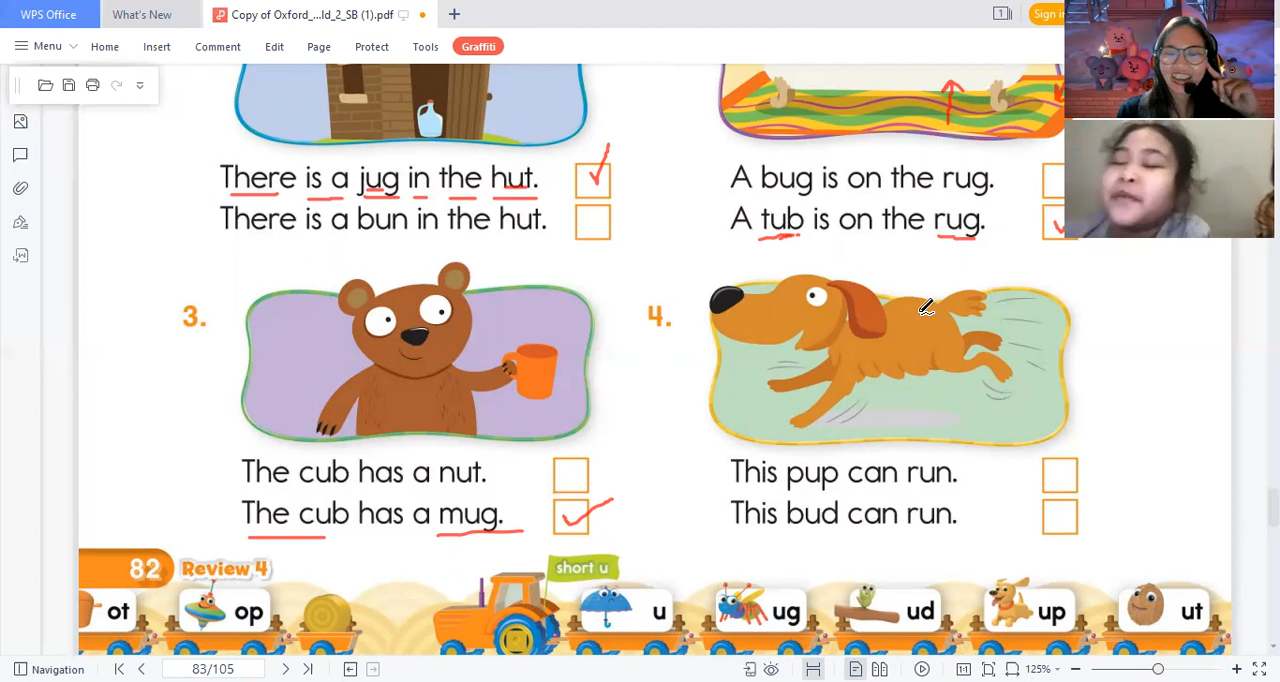 WPS Office
What's New
Copy of Oxford_...ld_2_SB (1).pdf
1
Sign in
Menu
Home
Insert
Comment
Edit
Page
Protect
Tools
Graffiti
There is a jug in the hut.
There is a bun in the hut.
A bug is on the rug.
A tub is on the rug.
3.
The cub has a nut.
The cub has a mug.
4.
This pup can run.
This bud can run.
82 Review 4
short u
ot
op
u
ug
ud
up
ut
Navigation
83/105
1:1
125%